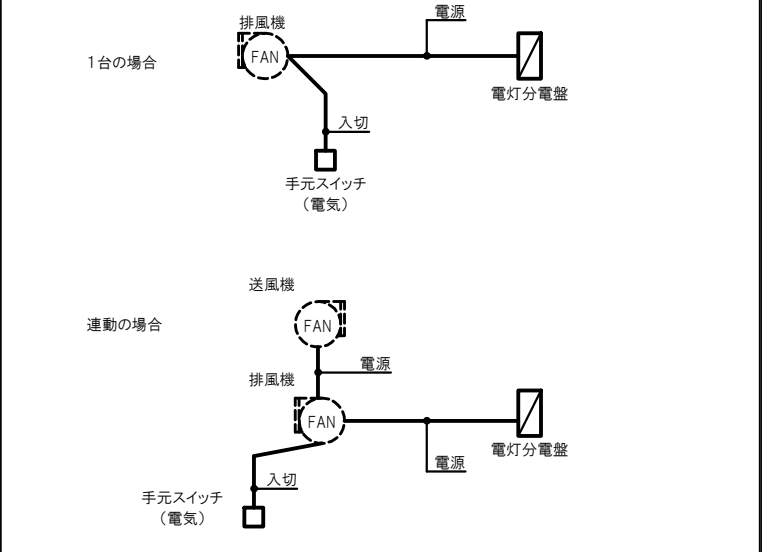 電源
排風機
FAN
1台の場合
電灯分電盤
入切
手元スイッチ
（電気）
送風機
連動の場合
FAN
電源
排風機
FAN
電灯分電盤
電源
入切
手元スイッチ
（電気）